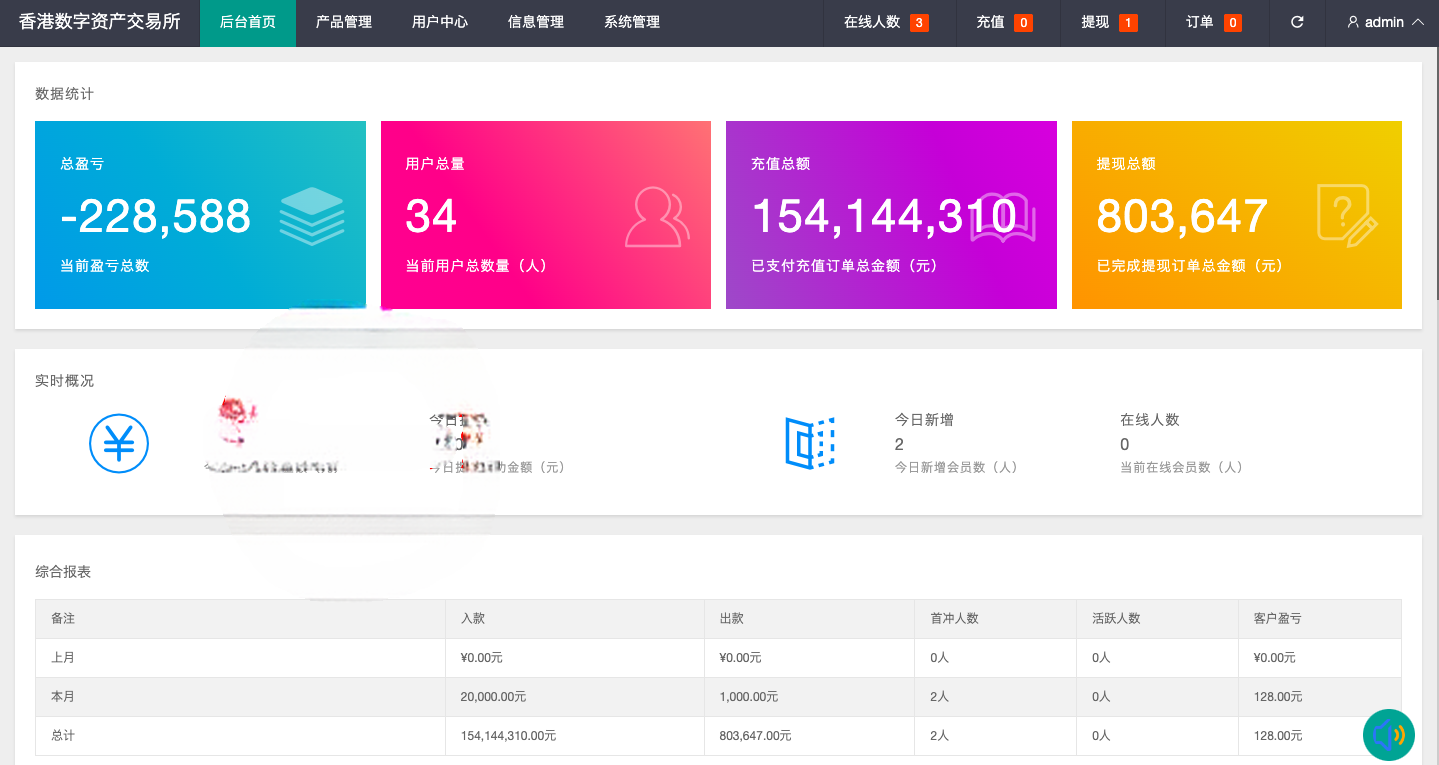 香港数字资产交易所 后台首页 产品管理 用户中心 信息管理 系统管理 在线人数 3 充值 0 提现 1 订单 0 admin
数据统计
总盈亏 用户总量 充值总额 提现总额
-228,588 34 154,144,310 803,647
当前盈亏总数 当前用户总数量（人） 已支付充值订单总金额（元） 已完成提现订单总金额（元）
实时概况
今日 今日新增 在线人数
2 0
金额（元） 今日新增会员数（人） 当前在线会员数（人）
综合报表
备注 入款 出款 首冲人数 活跃人数 客户盈亏
上月 ¥0.00元 ¥0.00元 0人 0人 ¥0.00元
本月 20,000.00元 1,000.00元 2人 0人 128.00元
总计 154,144,310.00元 803,647.00元 2人 0人 128.00元